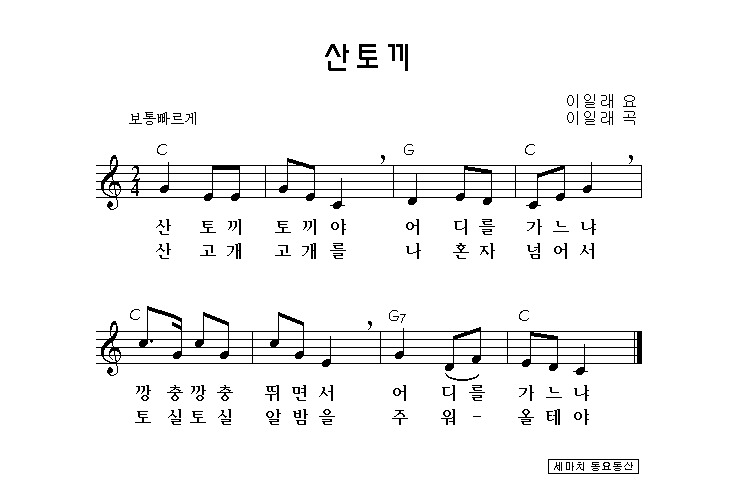 산토끼
이일래 요
보통빠르게
이일래 곡
C G C
2
4
산 토끼 토끼야 어 디를 가느냐
산 고개 고개를 나 혼자 넘어서
C G7 C
깡충깡충 뛰면서 어 디를 가느냐
토실토실 알밤을 주 워- 올테야
세마치 동요동산